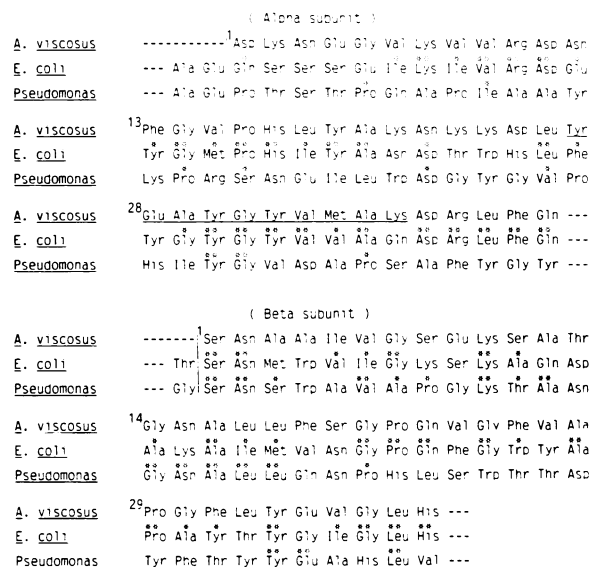 ( Alpha subunit )
A. viscosus -----------1Asp Lys Asn Glu Gly Val Lys Val Val Arg Asp Asn
E. coli --- Ala Glu Gln Ser Ser Ser Glu Ile Lys Ile Val Arg Asp Glu
Pseudomonas --- Ala Glu Pro Thr Ser Thr Pro Gln Ala Pro Ile Ala Ala Tyr
A. viscosus 13Phe Gly Val Pro His Leu Tyr Ala Lys Asn Lys Lys Asp Leu Tyr
E. coli Tyr Gly Met Pro His Ile Tyr Ala Asn Asp Thr Trp His Leu Phe
Pseudomonas Lys Pro Arg Ser Asn Glu Ile Leu Trp Asp Gly Tyr Gly Val Pro
A. viscosus 28Glu Ala Tyr Gly Tyr Val Met Ala Lys Asp Arg Leu Phe Gln ---
E. coli Tyr Gly Tyr Gly Tyr Val Val Ala Gln Asp Arg Leu Phe Gln ---
Pseudomonas His Ile Tyr Gly Val Asp Ala Pro Ser Ala Phe Tyr Gly Tyr ---
( Beta subunit )
A. viscosus -------1Ser Asn Ala Ala Ile Val Gly Ser Glu Lys Ser Ala Thr
E. coli --- Thr Ser Asn Met Trp Val Ile Gly Lys Ser Lys Ala Gln Asp
Pseudomonas --- Gly Ser Asn Ser Trp Ala Val Ala Pro Gly Lys Thr Ala Asn
A. viscosus 14Gly Asn Ala Leu Leu Phe Ser Gly Pro Gln Val Gly Phe Val Ala
E. coli Ala Lys Ala Ile Met Val Asn Gly Pro Gln Phe Gly Trp Tyr Ala
Pseudomonas Gly Asn Ala Leu Leu Gln Asn Pro His Leu Ser Trp Thr Thr Asp
A. viscosus 29Pro Gly Phe Leu Tyr Glu Val Gly Leu His ---
E. coli Pro Ala Tyr Thr Tyr Gly Ile Gly Leu His ---
Pseudomonas Tyr Phe Thr Tyr Tyr Glu Ala His Leu Val ---